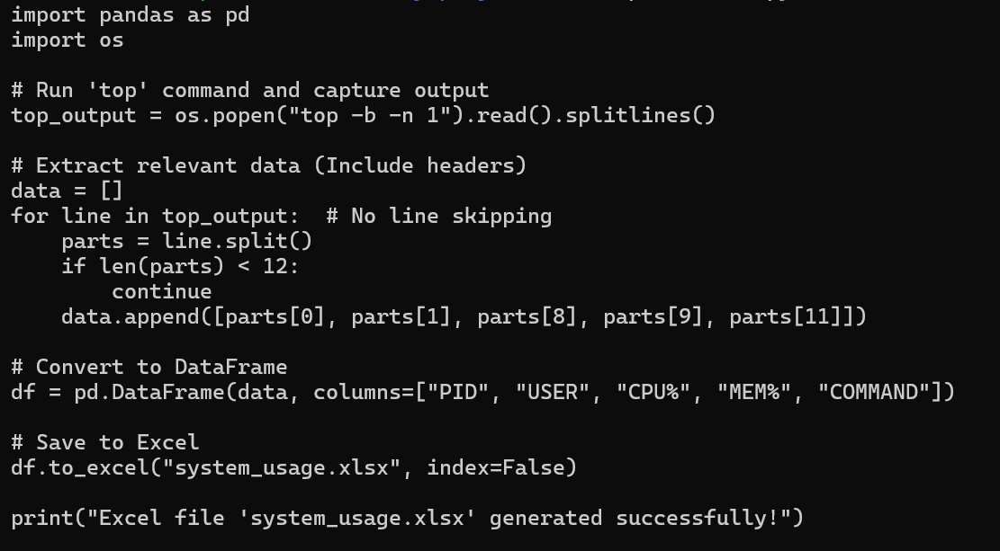 import pandas as pd
import os
# Run 'top' command and capture output
top_output = os.popen("top -b -n 1").read().splitlines()
# Extract relevant data (Include headers)
data = []
for line in top_output:  # No line skipping
    parts = line.split()
    if len(parts) < 12:
        continue
    data.append([parts[0], parts[1], parts[8], parts[9], parts[11]])
# Convert to DataFrame
df = pd.DataFrame(data, columns=["PID", "USER", "CPU%", "MEM%", "COMMAND"])
# Save to Excel
df.to_excel("system_usage.xlsx", index=False)
print("Excel file 'system_usage.xlsx' generated successfully!")